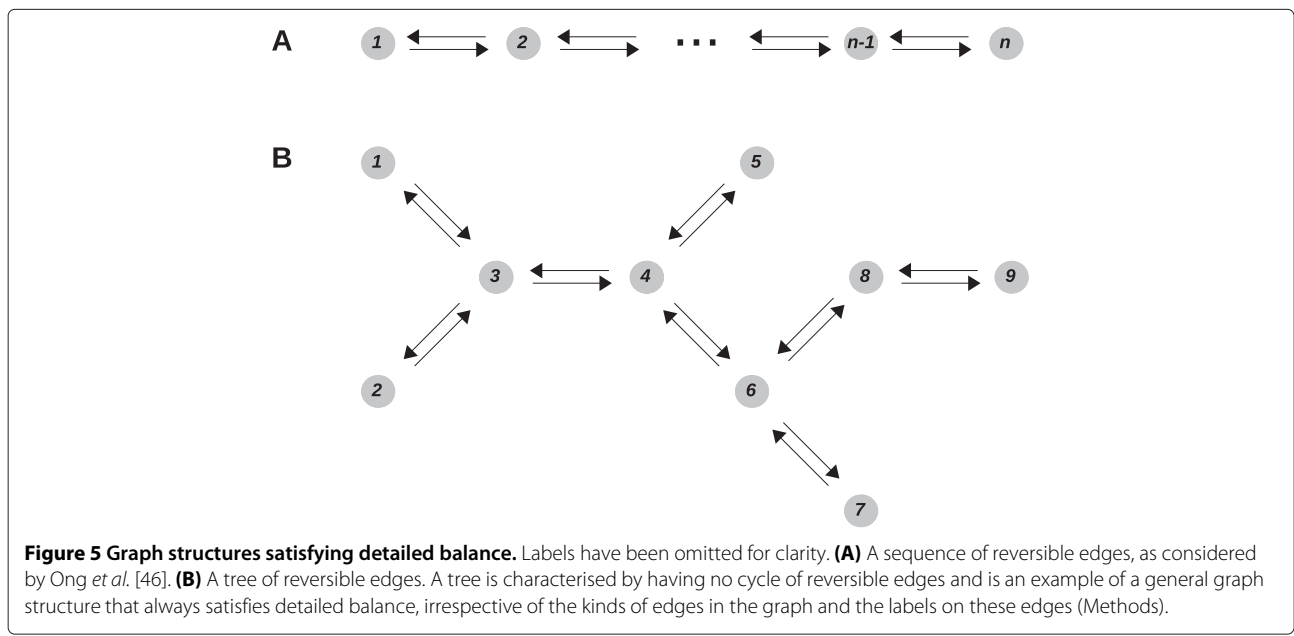 A 1 2 ... n-1 n
B 1 5
3 4 8 9
2 6
7
Figure 5 Graph structures satisfying detailed balance. Labels have been omitted for clarity. (A) A sequence of reversible edges, as considered
by Ong et al. [46]. (B) A tree of reversible edges. A tree is characterised by having no cycle of reversible edges and is an example of a general graph
structure that always satisfies detailed balance, irrespective of the kinds of edges in the graph and the labels on these edges (Methods).